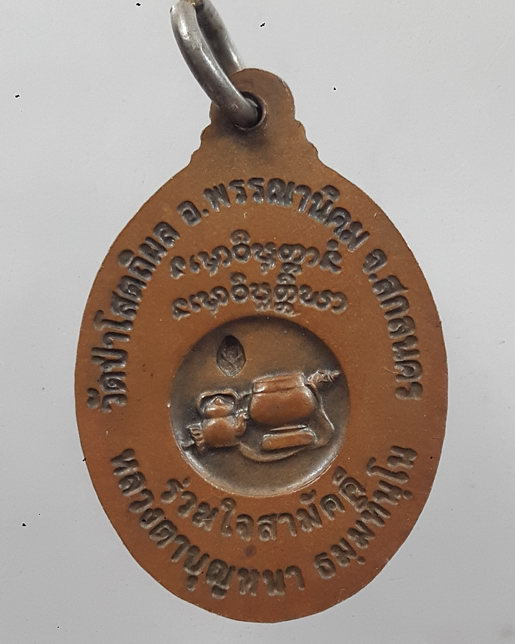 วัดป่าโสตถิผล อ.พรรณานิคม จ.สกลนคร
ร่วมใจสามัคคี
หลวงตาบุญหนา ธมฺมทินฺโน